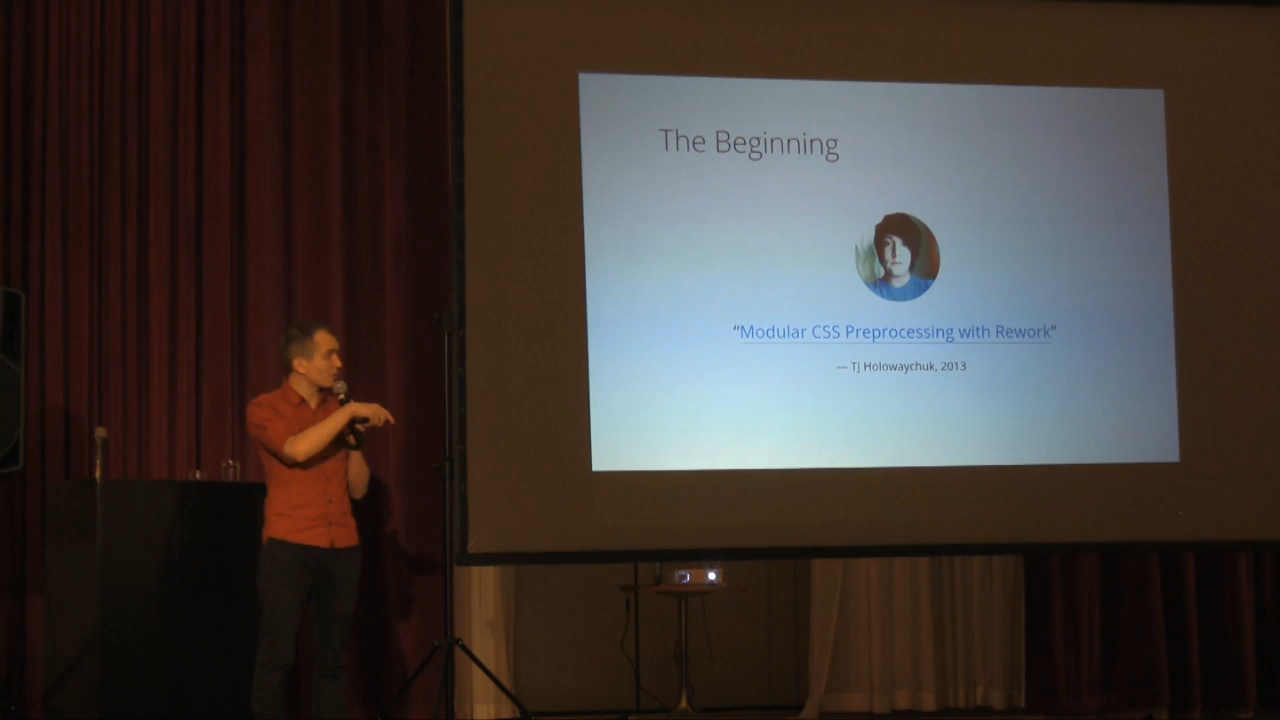 The Beginning
“Modular CSS Preprocessing with Rework”
— TJ Holowaychuk, 2013